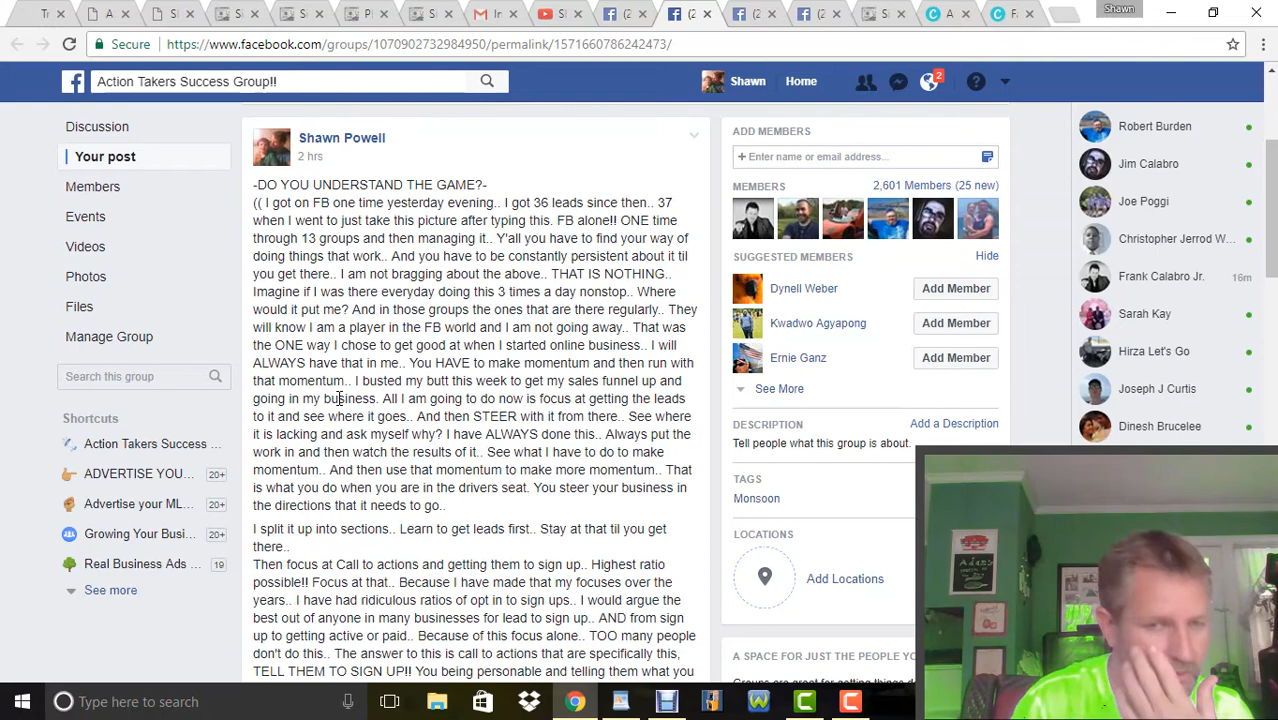 Shawn
Secure
https://www.facebook.com/groups/1070902732984950/permalink/1571660786242473/
Action Takers Success Group!!
Shawn
Home
2
Discussion
Your post
Members
Events
Videos
Photos
Files
Manage Group
Search this group
Shortcuts
Action Takers Success ...
ADVERTISE YOU... 20+
Advertise your ML... 20+
Growing Your Busi... 20+
Real Business Ads ... 19
See more
Shawn Powell
2 hrs
-DO YOU UNDERSTAND THE GAME?-
(( I got on FB one time yesterday evening.. I got 36 leads since then.. 37
when I went to just take this picture after typing this. FB alone!! ONE time
through 13 groups and then managing it.. Y'all you have to find your way of
doing things that work.. And you have to be constantly persistent about it til
you get there.. I am not bragging about the above.. THAT IS NOTHING..
Imagine if I was there everyday doing this 3 times a day nonstop.. Where
would it put me? And in those groups the ones that are there regularly.. They
will know I am a player in the FB world and I am not going away.. That was
the ONE way I chose to get good at when I started online business.. I will
ALWAYS have that in me.. You HAVE to make momentum and then run with
that momentum.. I busted my butt this week to get my sales funnel up and
going in my business. All I am going to do now is focus at getting the leads
to it and see where it goes.. And then STEER with it from there.. See where
it is lacking and ask myself why? I have ALWAYS done this.. Always put the
work in and then watch the results of it.. See what I have to do to make
momentum.. And then use that momentum to make more momentum.. That
is what you do when you are in the drivers seat. You steer your business in
the directions that it needs to go..
I split it up into sections.. Learn to get leads first.. Stay at that til you get
there..
Then focus at Call to actions and getting them to sign up.. Highest ratio
possible!! Focus at that.. Because I have made that my focuses over the
years.. I have had ridiculous ratios of opt in to sign ups.. I would argue the
best out of anyone in many businesses for lead to sign up.. AND from sign
up to getting active or paid.. Because of this focus alone.. TOO many people
don't do this.. The answer to this is call to actions that are specifically this,
TELL THEM TO SIGN UP!! You being personable and telling them what you
ADD MEMBERS
+ Enter name or email address...
MEMBERS
2,601 Members (25 new)
SUGGESTED MEMBERS
Hide
Dynell Weber
Add Member
Kwadwo Agyapong
Add Member
Ernie Ganz
Add Member
See More
DESCRIPTION
Add a Description
Tell people what this group is about.
TAGS
Monsoon
LOCATIONS
Add Locations
A SPACE FOR JUST THE PEOPLE YO
Robert Burden
Jim Calabro
Joe Poggi
Christopher Jerrod W...
Frank Calabro Jr. 16m
Sarah Kay
Hirza Let's Go
Joseph J Curtis
Dinesh Brucelee
Type here to search